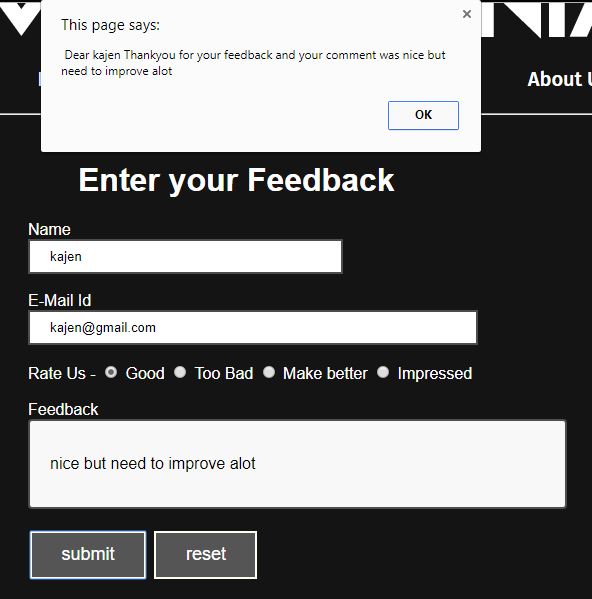 This page says:
Dear kajen Thankyou for your feedback and your comment was nice but
need to improve alot
OK
About
Enter your Feedback
Name
kajen
E-Mail Id
kajen@gmail.com
Rate Us - Good Too Bad Make better Impressed
Feedback
nice but need to improve alot
submit reset